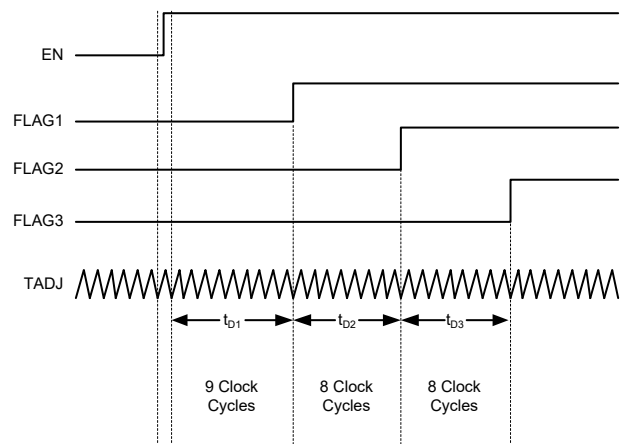 EN
FLAG1
FLAG2
FLAG3
TADJ
tD1
tD2
tD3
9 Clock
Cycles
8 Clock
Cycles
8 Clock
Cycles